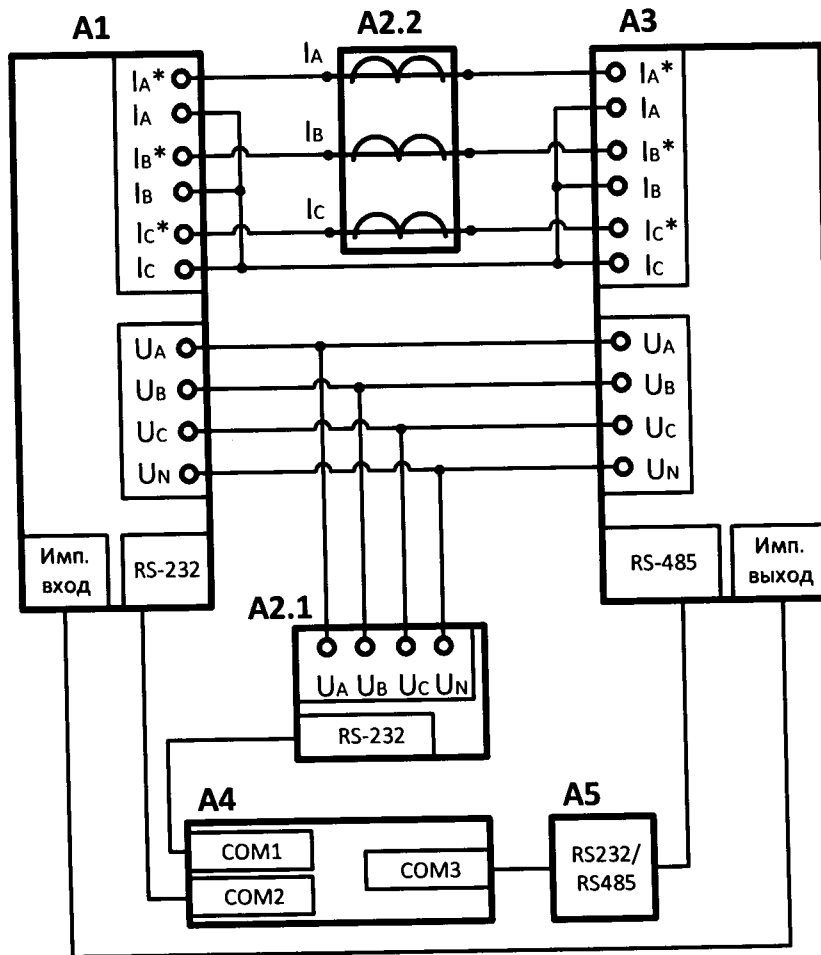 A1
A2.2
A3
IA*
IA
IB*
IB
IC*
IC
IA
IB
IC
IA*
IA
IB*
IB
IC*
IC
UA
UB
UC
UN
UA
UB
UC
UN
Имп.
вход
RS-232
RS-485
Имп.
выход
A2.1
UA UB UC UN
RS-232
A4
A5
COM1
COM2
COM3
RS232/
RS485